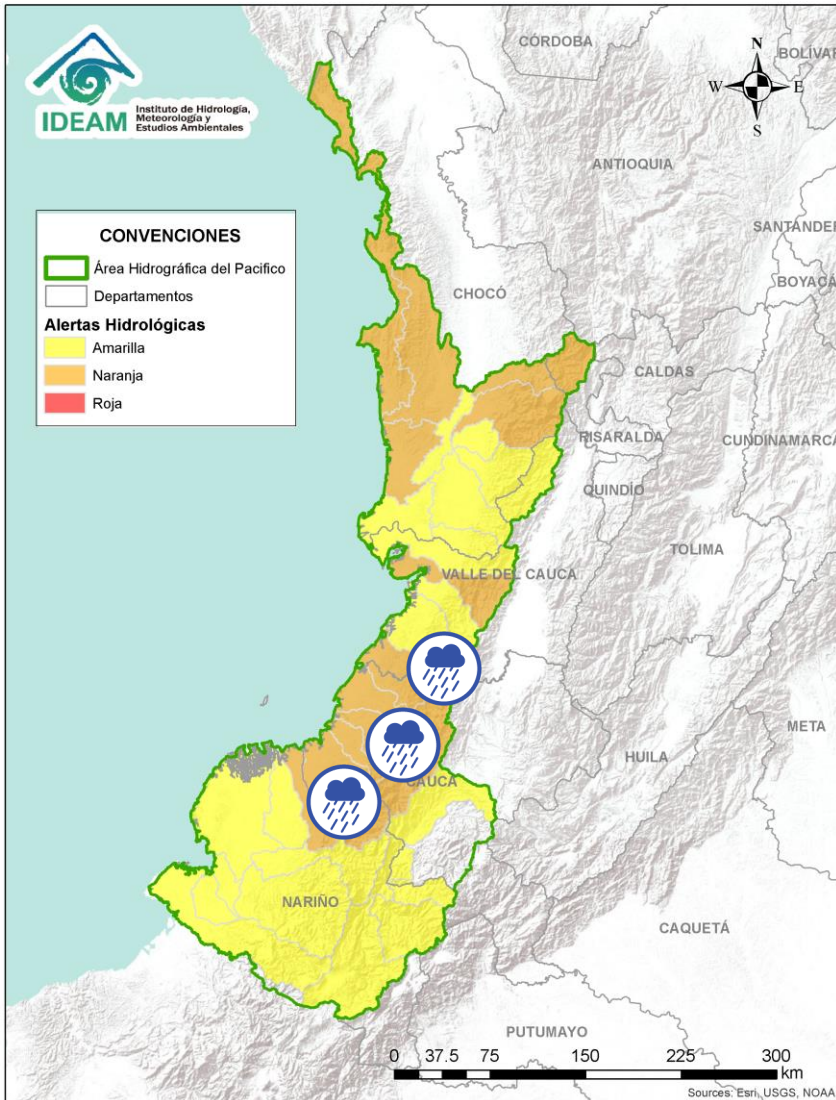 IDEAM
Instituto de Hidrología,
Meteorología y
Estudios Ambientales
CÓRDOBA
BOLÍVAR
N
W
E
S
ANTIOQUIA
SANTANDER
CONVENCIONES
Área Hidrográfica del Pacifico
Departamentos
Alertas Hidrológicas
Amarilla
Naranja
Roja
BOYACÁ
CHOCÓ
CALDAS
RISARALDA
CUNDINAMARCA
QUINDÍO
TOLIMA
VALLE DEL CAUCA
META
HUILA
CAUCA
NARIÑO
CAQUETÁ
PUTUMAYO
0 37.5 75 150 225 300
km
Sources: Esri, USGS, NOAA